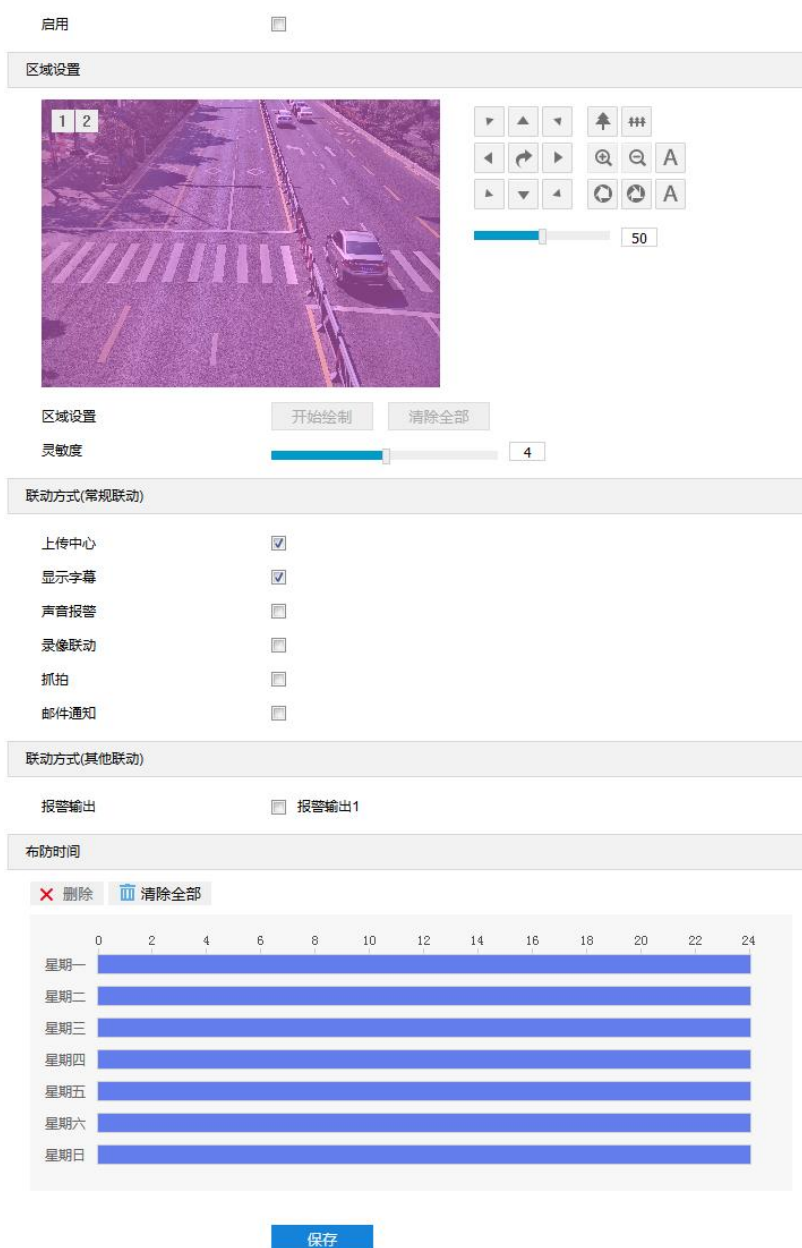 启用
区域设置
1 2
A
A
50
区域设置 开始绘制 清除全部
灵敏度 4
联动方式(常规联动)
上传中心
显示字幕
声音报警
录像联动
抓拍
邮件通知
联动方式(其他联动)
报警输出 报警输出1
布防时间
删除 清除全部
0 2 4 6 8 10 12 14 16 18 20 22 24
星期一
星期二
星期三
星期四
星期五
星期六
星期日
保存